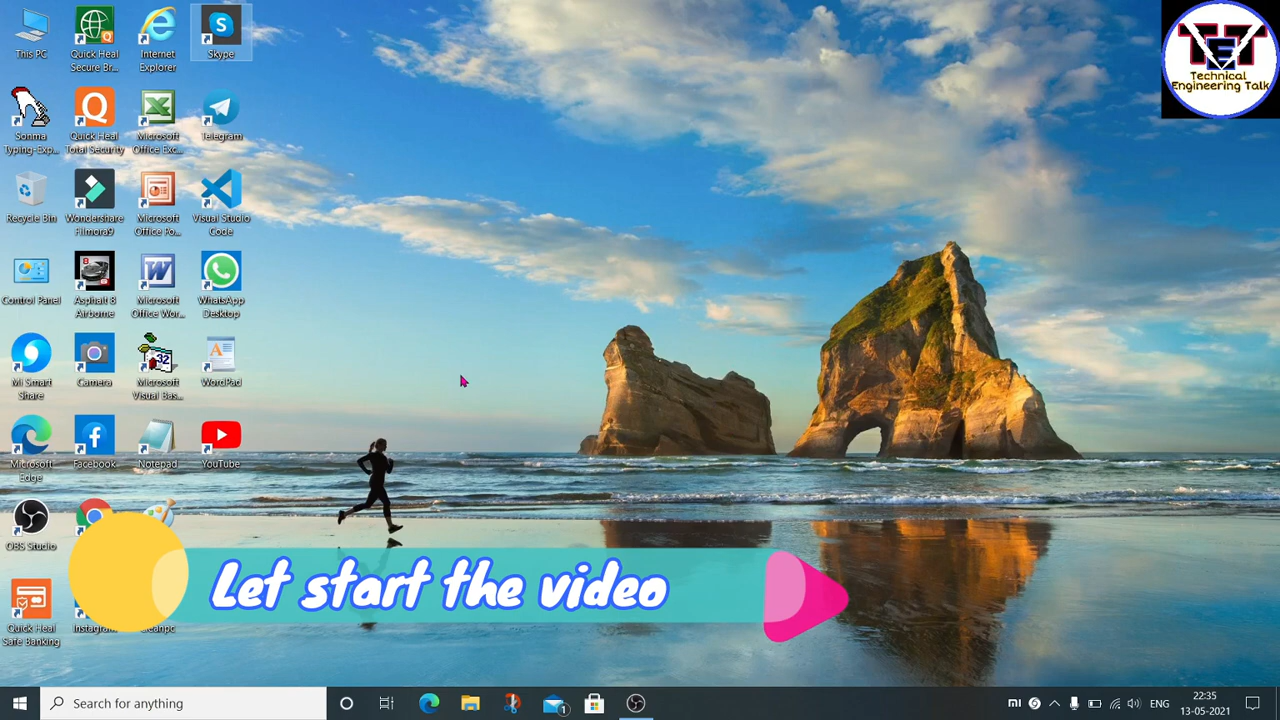 This PC
Quick Heal
Secure Br...
Internet
Explorer
Skype
Sonma
Typing-Exp...
Quick Heal
Total Security
Microsoft
Office Exc...
Telegram
Recycle Bin
Wondershare
Filmora9
Microsoft
Office Po...
Visual Studio
Code
Control Panel
Asphalt 8
Airborne
Microsoft
Office Wor...
WhatsApp
Desktop
Mi Smart
Share
Camera
Microsoft
Visual Bas...
WordPad
Microsoft
Edge
Facebook
Notepad
YouTube
OBS Studio
Quick Heal
Safe Banking
Let start the video
TET
Technical
Engineering Talk
Search for anything
1
ENG
22:35
13-05-2021